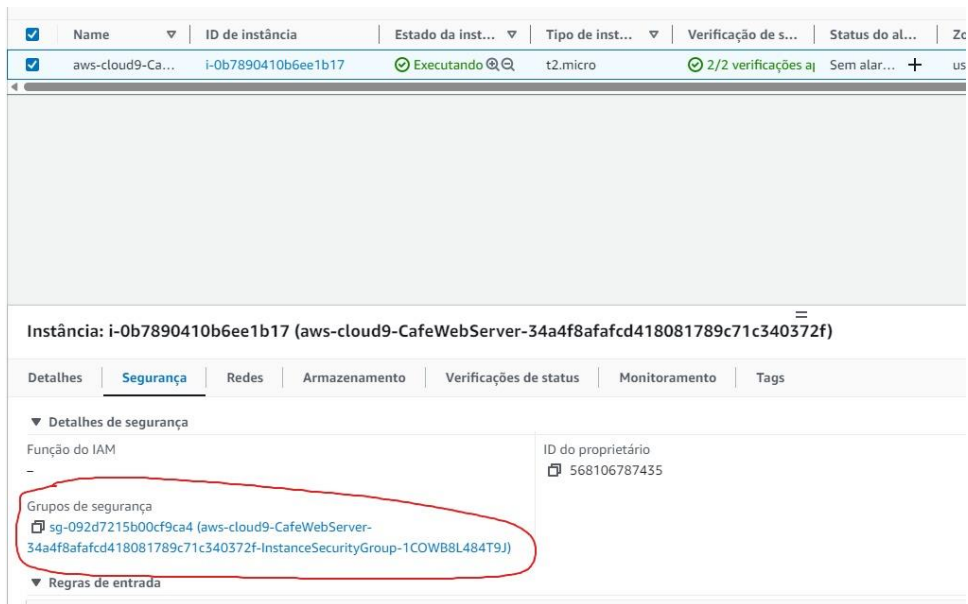 Name ID de instância Estado da inst... Tipo de inst... Verificação de s... Status do al... Zo
aws-cloud9-Ca... i-0b7890410b6ee1b17 Executando t2.micro 2/2 verificações a Sem alar... + us
Instância: i-0b7890410b6ee1b17 (aws-cloud9-CafeWebServer-34a4f8afafcd418081789c71c340372f)
Detalhes Segurança Redes Armazenamento Verificações de status Monitoramento Tags
Detalhes de segurança
Função do IAM ID do proprietário
– 568106787435
Grupos de segurança
sg-092d7215b00cf9ca4 (aws-cloud9-CafeWebServer-
34a4f8afafcd418081789c71c340372f-InstanceSecurityGroup-1COWB8L484T9J)
Regras de entrada